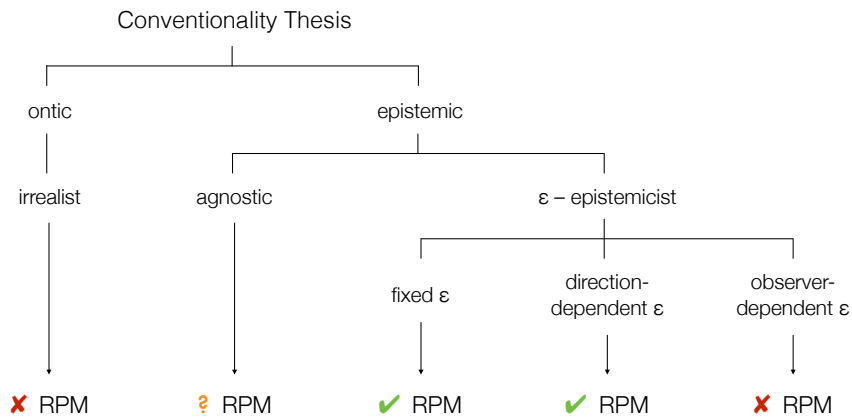 Conventionality Thesis
ontic
epistemic
irrealist
agnostic
ε – epistemicist
fixed ε
direction-
dependent ε
observer-
dependent ε
✘ RPM
? RPM
✔ RPM
✔ RPM
✘ RPM